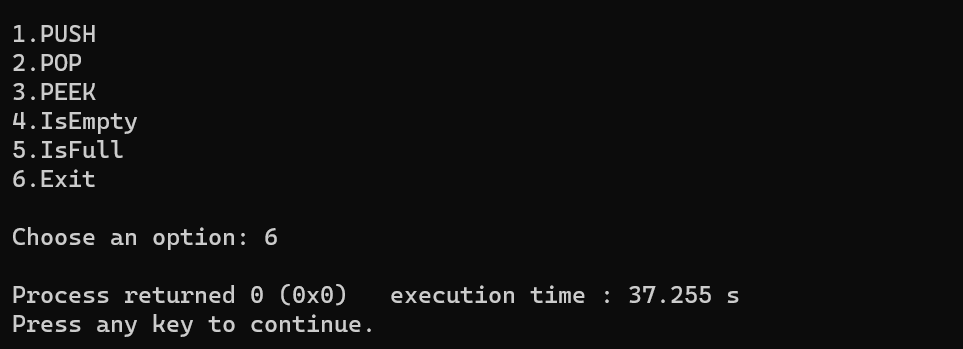 1.PUSH
2.POP
3.PEEK
4.IsEmpty
5.IsFull
6.Exit
Choose an option: 6
Process returned 0 (0x0)   execution time : 37.255 s
Press any key to continue.